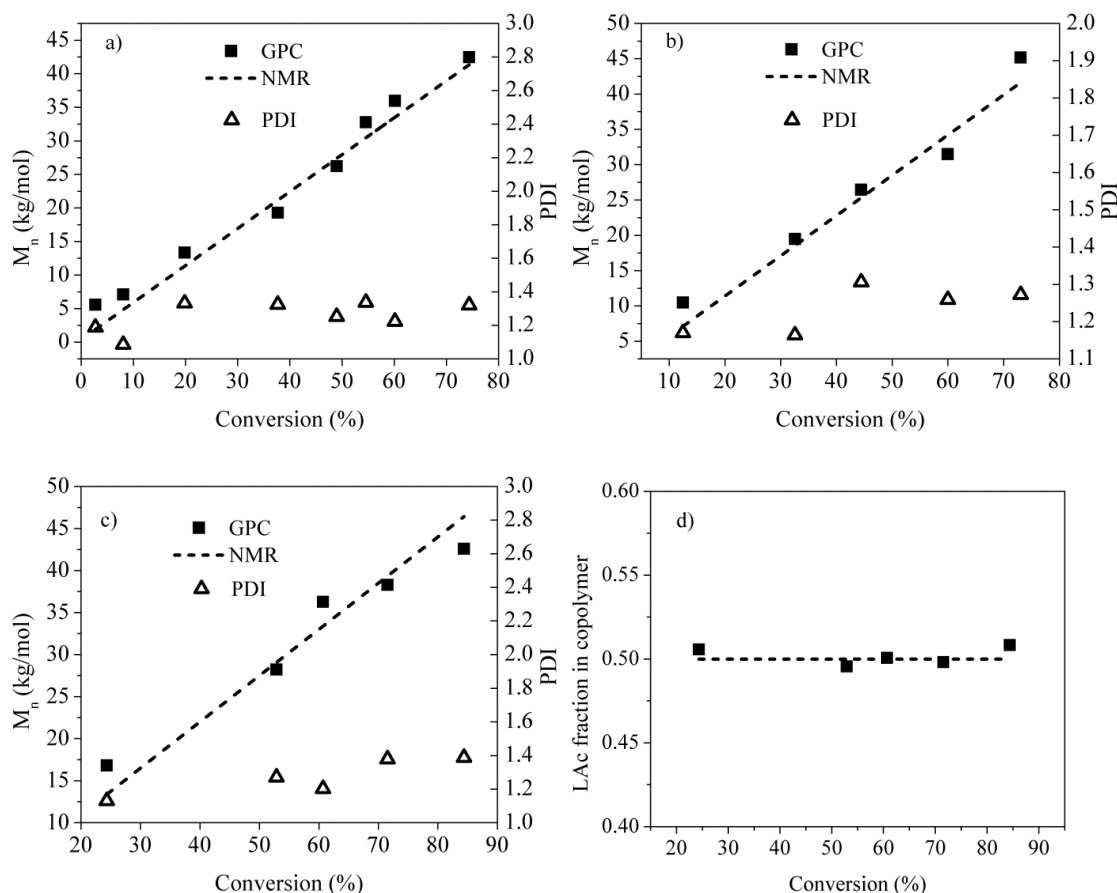 a)
GPC
NMR
PDI
45
40
35
30
25
20
15
10
5
0
M_n (kg/mol)
3.0
2.8
2.6
2.4
2.2
2.0
1.8
1.6
1.4
1.2
1.0
PDI
0 10 20 30 40 50 60 70 80
Conversion (%)
b)
GPC
NMR
PDI
50
45
40
35
30
25
20
15
10
5
M_n (kg/mol)
2.0
1.9
1.8
1.7
1.6
1.5
1.4
1.3
1.2
1.1
PDI
10 20 30 40 50 60 70 80
Conversion (%)
c)
GPC
NMR
PDI
50
45
40
35
30
25
20
15
10
M_n (kg/mol)
3.0
2.8
2.6
2.4
2.2
2.0
1.8
1.6
1.4
1.2
1.0
PDI
20 30 40 50 60 70 80 90
Conversion (%)
d)
0.60
0.55
0.50
0.45
0.40
LAc fraction in copolymer
20 30 40 50 60 70 80 90
Conversion (%)